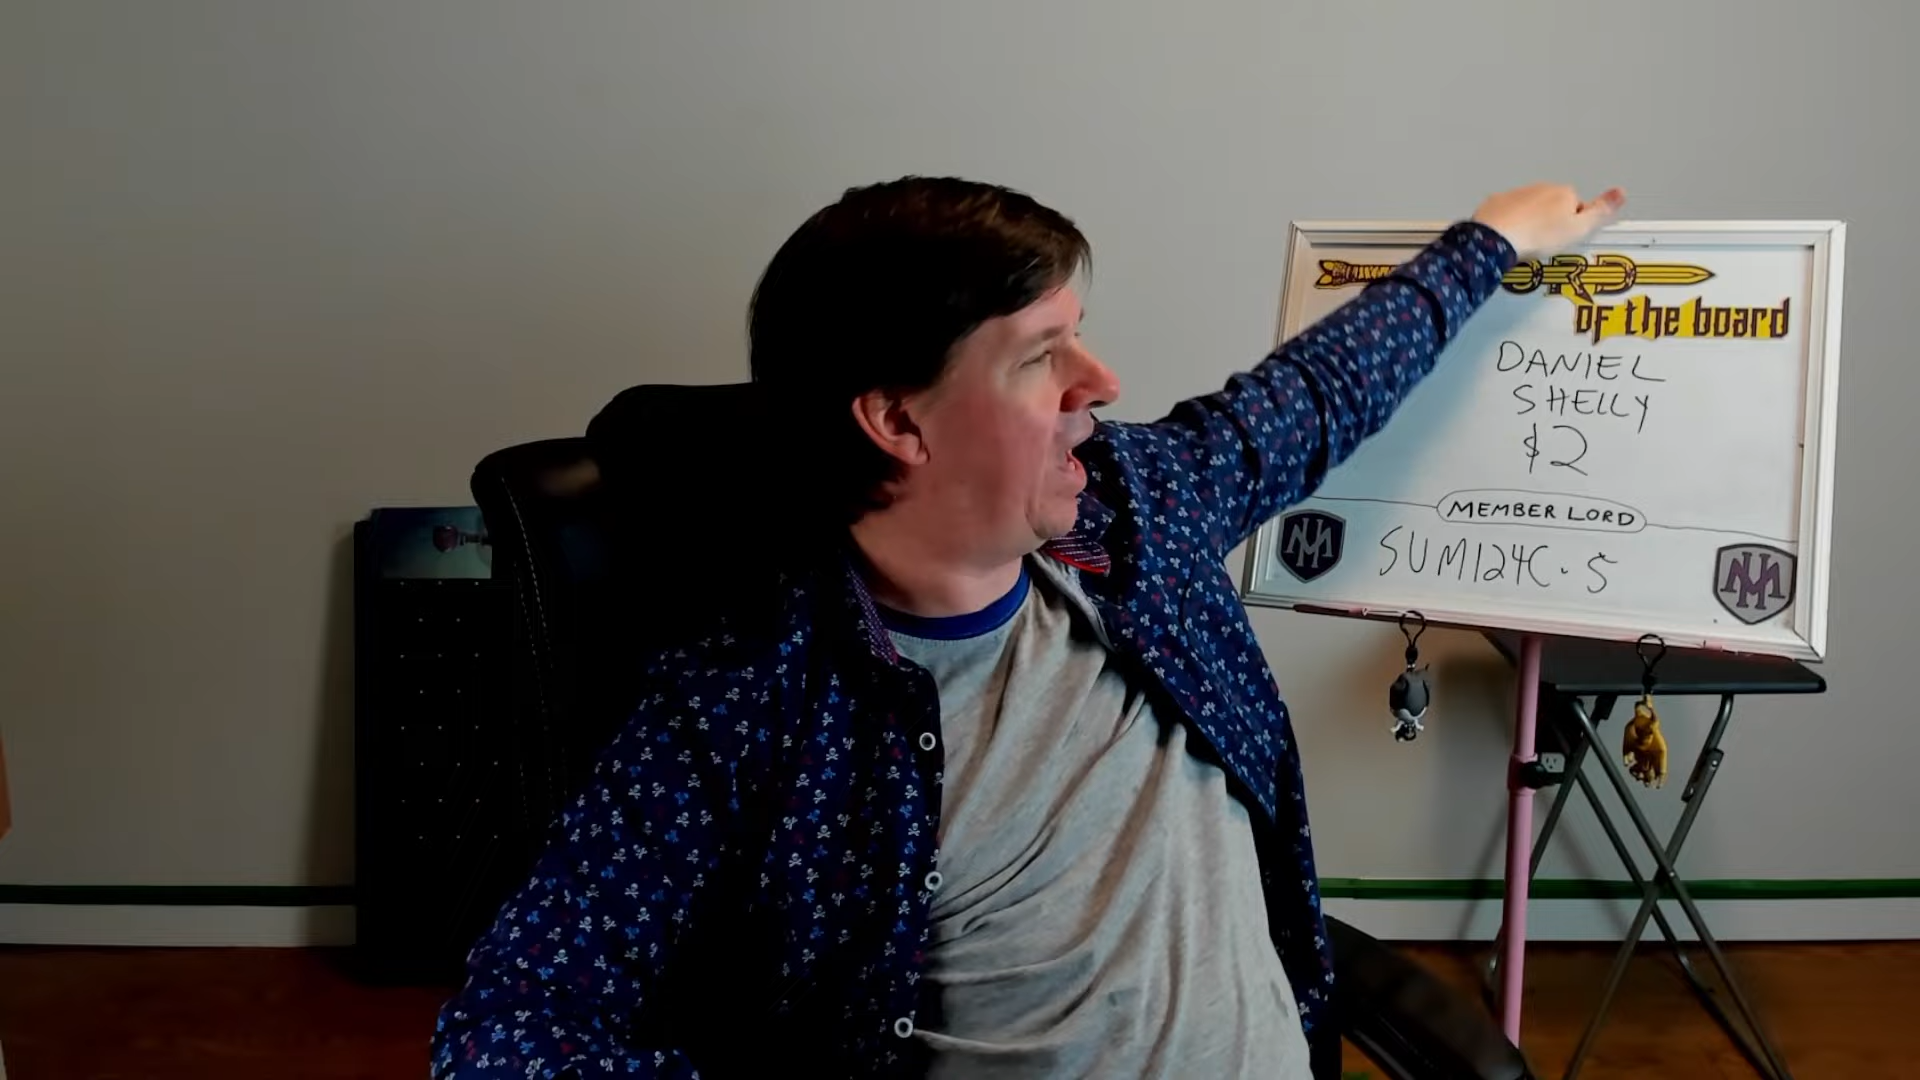 of the board
DANIEL
SHELLY
$2
MEMBER LORD
SUM124C. 5